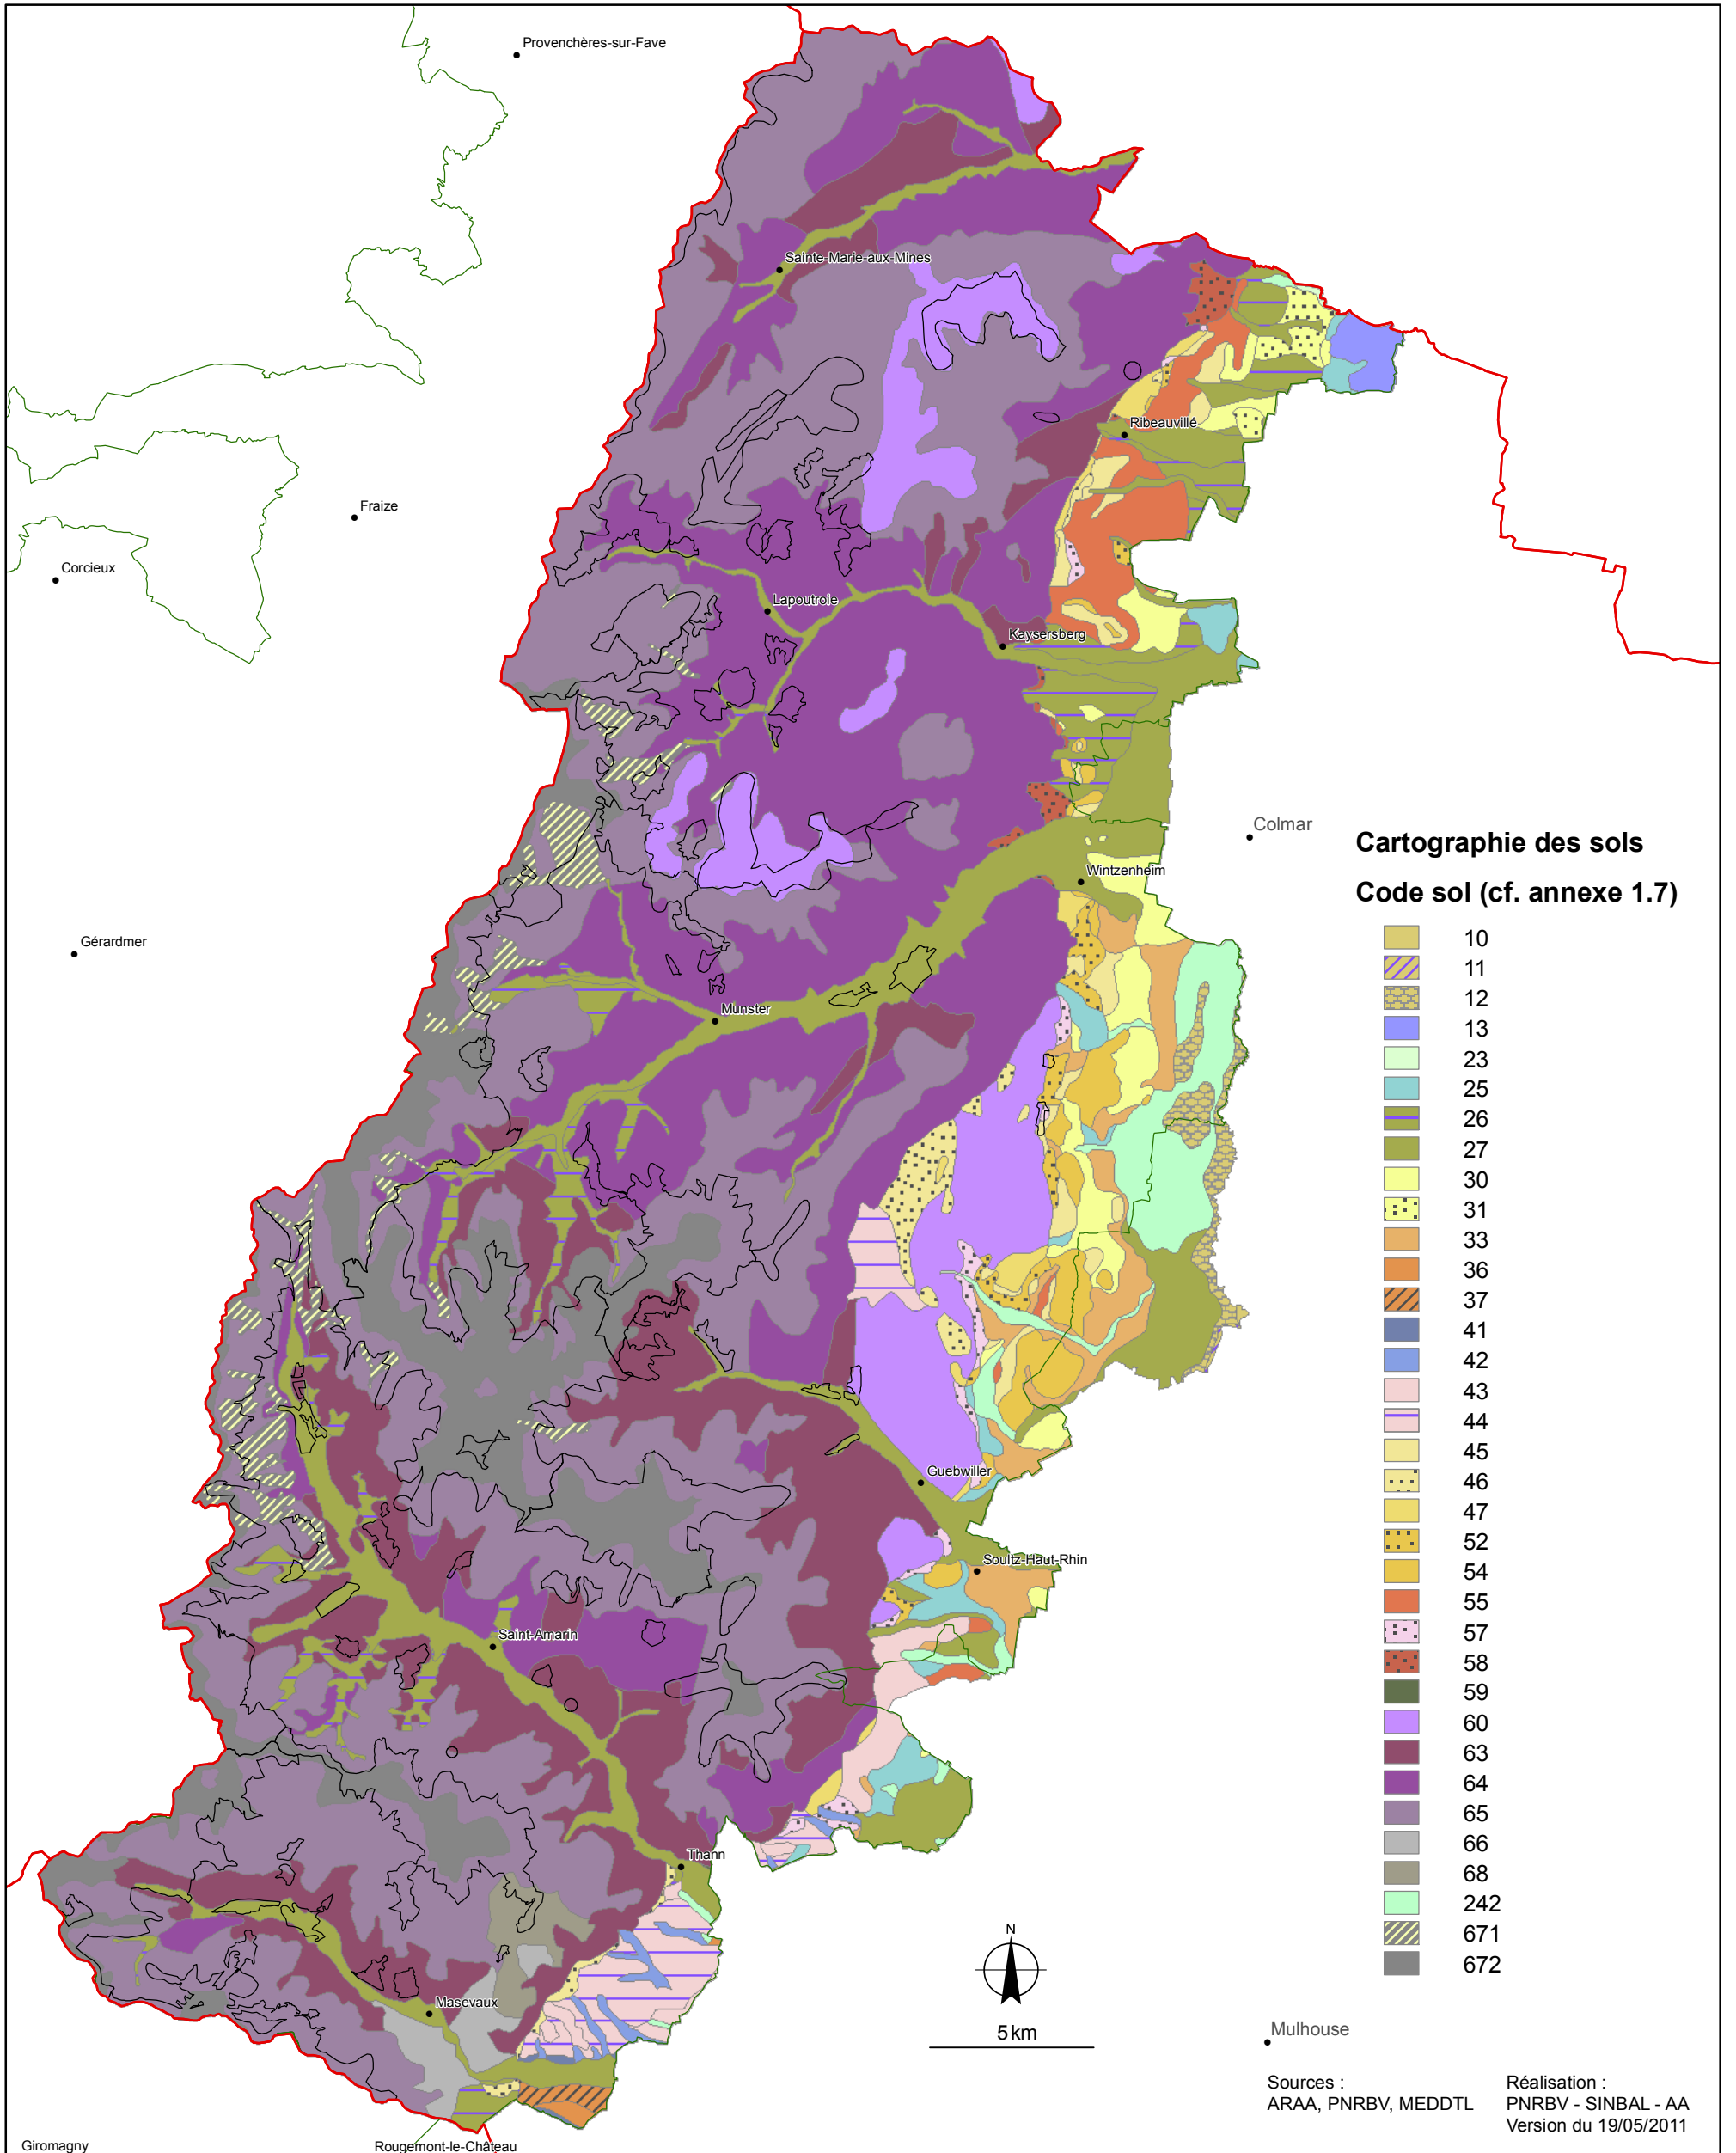 Provenchères-sur-Fave
Sainte-Marie-aux-Mines
Ribeauvillé
Fraize
Corcieux
Lapoutroie
Kaysersberg
Colmar
Wintzenheim
Gérardmer
Munster
Guebwiller
Soultz-Haut-Rhin
Saint-Amarin
Thann
Masevaux
Mulhouse
Giromagny
Rougemont-le-Château
Cartographie des sols
Code sol (cf. annexe 1.7)
10
11
12
13
23
25
26
27
30
31
33
36
37
41
42
43
44
45
46
47
52
54
55
57
58
59
60
63
64
65
66
68
242
671
672
N
5 km
Sources :
ARAA, PNRBV, MEDDTL
Réalisation :
PNRBV - SINBAL - AA
Version du 19/05/2011